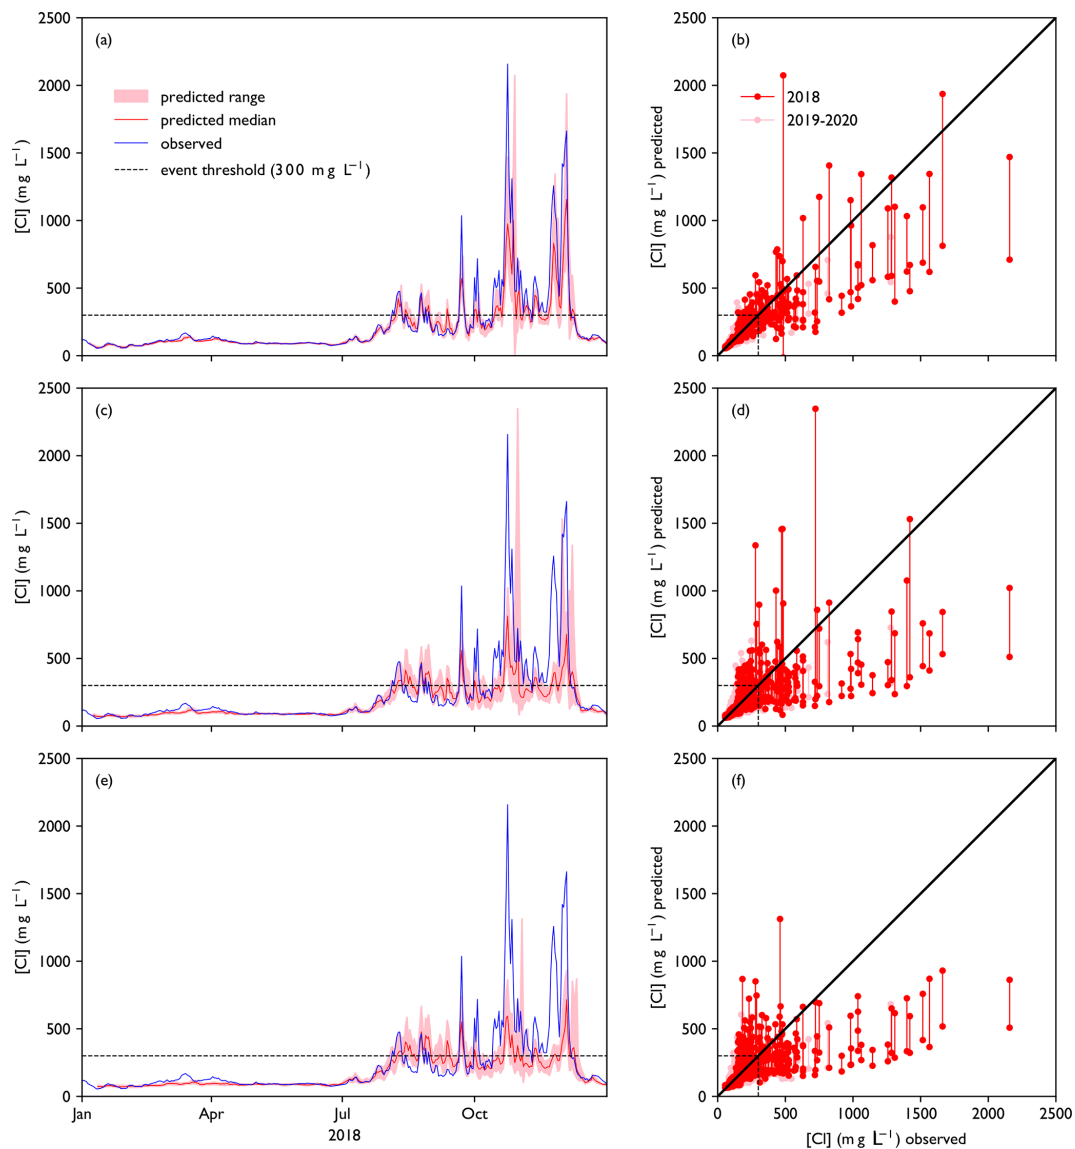 2500
2000
1500
1000
500
0
[Cl] (mg L⁻¹)
(a)
predicted range
predicted median
observed
event threshold (300 mg L⁻¹)
2500
2000
1500
1000
500
0
[Cl] (mg L⁻¹) predicted
(b)
2018
2019-2020
2500
2000
1500
1000
500
0
[Cl] (mg L⁻¹)
(c)
2500
2000
1500
1000
500
0
[Cl] (mg L⁻¹) predicted
(d)
2500
2000
1500
1000
500
0
[Cl] (mg L⁻¹)
(e)
Jan Apr Jul Oct
2018
2500
2000
1500
1000
500
0
[Cl] (mg L⁻¹) predicted
(f)
0 500 1000 1500 2000 2500
[Cl] (mg L⁻¹) observed